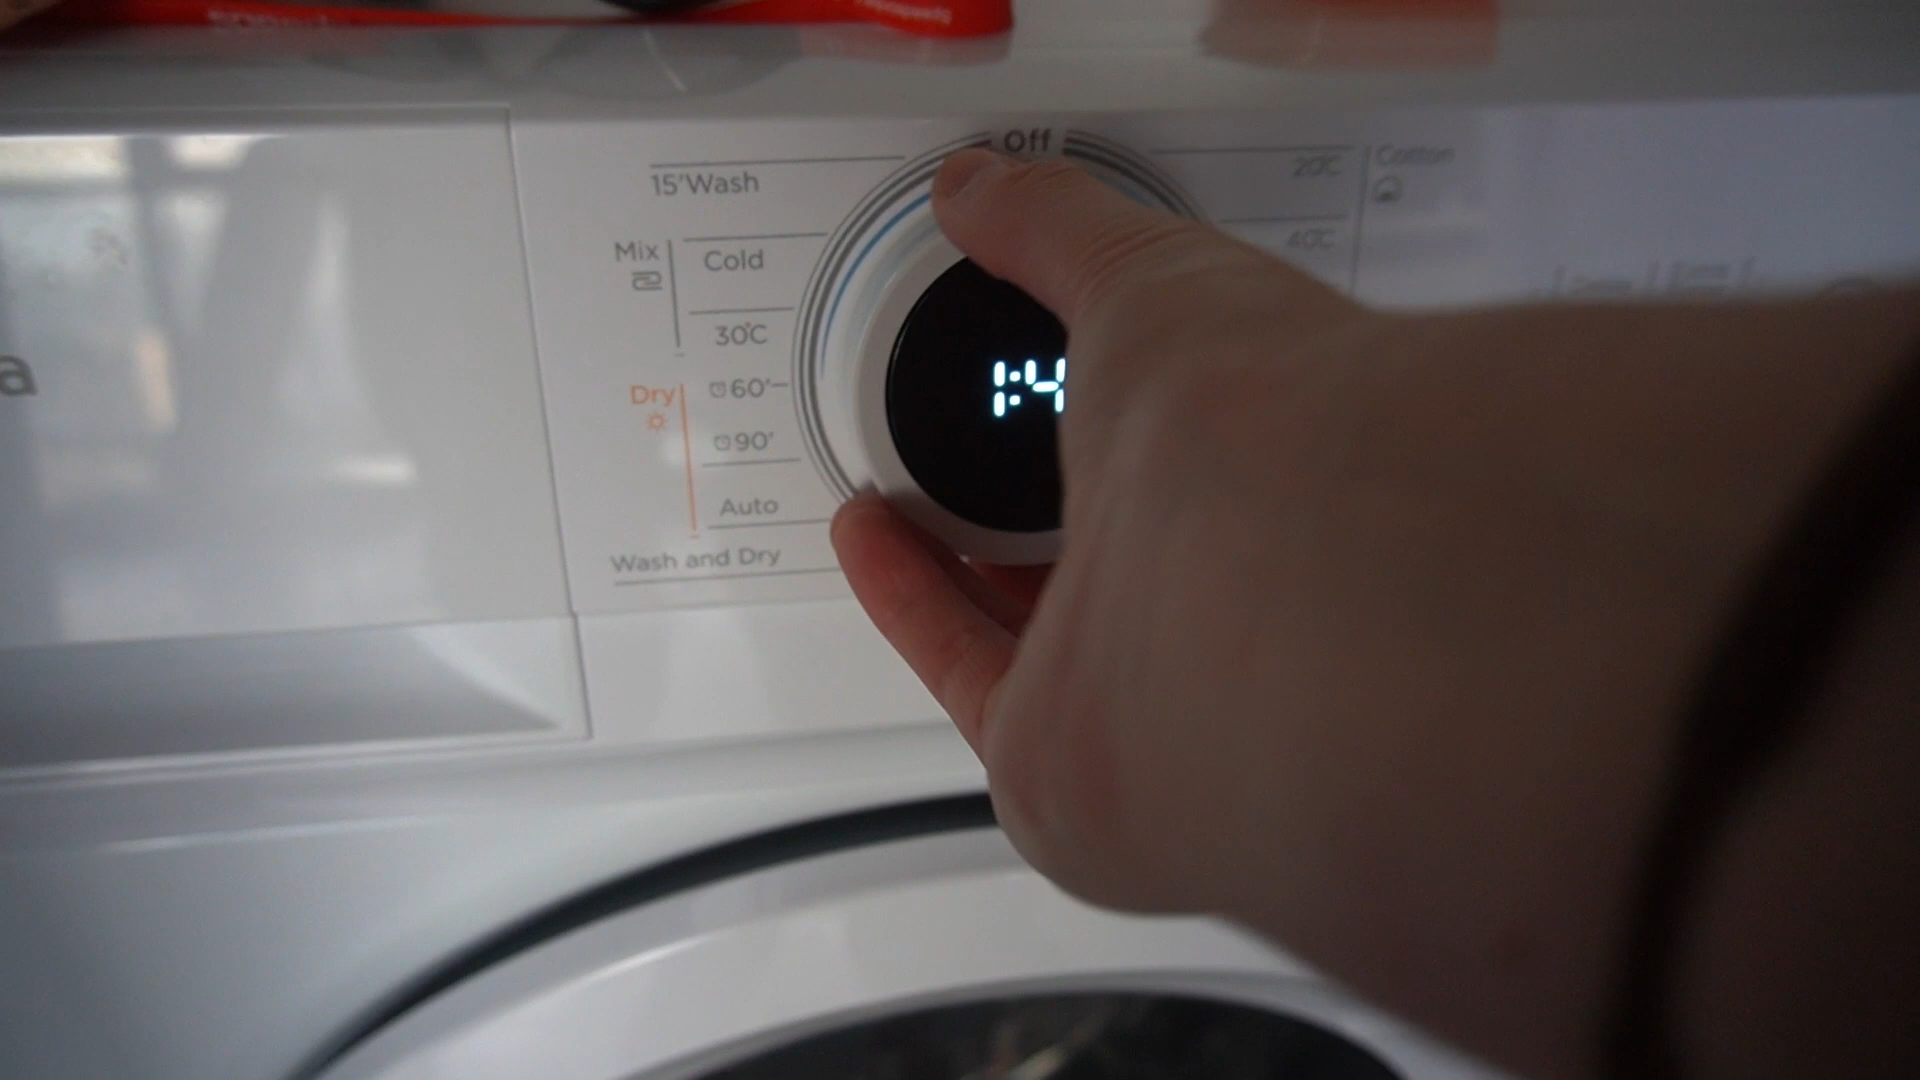 Off
15'Wash
Mix
Cold
30°C
Dry
60'
90'
Auto
Wash and Dry
20°C
40°C
Cotton
1:4
a